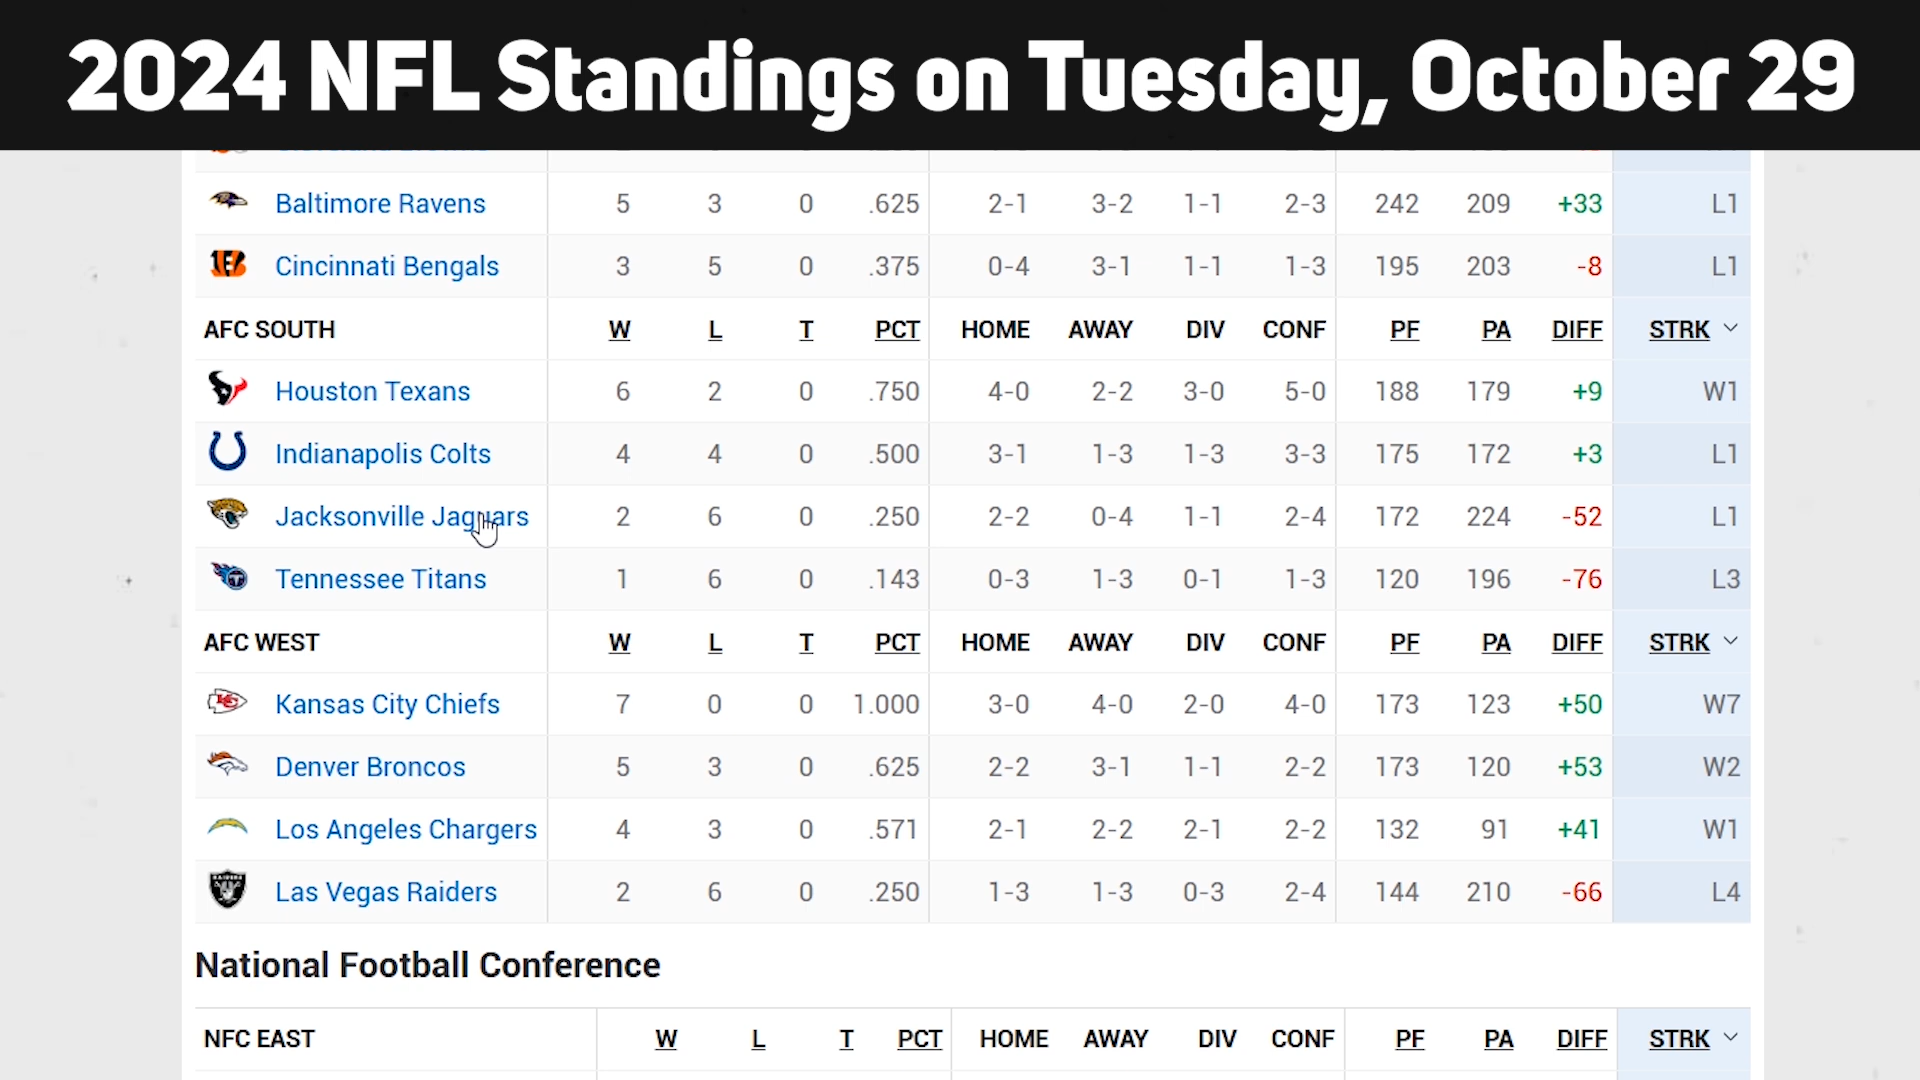 2024 NFL Standings on Tuesday, October 29
Baltimore Ravens 5 3 0 .625 2-1 3-2 1-1 2-3 242 209 +33 L1
Cincinnati Bengals 3 5 0 .375 0-4 3-1 1-1 1-3 195 203 -8 L1
AFC SOUTH W L T PCT HOME AWAY DIV CONF PF PA DIFF STRK
Houston Texans 6 2 0 .750 4-0 2-2 3-0 5-0 188 179 +9 W1
Indianapolis Colts 4 4 0 .500 3-1 1-3 1-3 3-3 175 172 +3 L1
Jacksonville Jaguars 2 6 0 .250 2-2 0-4 1-1 2-4 172 224 -52 L1
Tennessee Titans 1 6 0 .143 0-3 1-3 0-1 1-3 120 196 -76 L3
AFC WEST W L T PCT HOME AWAY DIV CONF PF PA DIFF STRK
Kansas City Chiefs 7 0 0 1.000 3-0 4-0 2-0 4-0 173 123 +50 W7
Denver Broncos 5 3 0 .625 2-2 3-1 1-1 2-2 173 120 +53 W2
Los Angeles Chargers 4 3 0 .571 2-1 2-2 2-1 2-2 132 91 +41 W1
Las Vegas Raiders 2 6 0 .250 1-3 1-3 0-3 2-4 144 210 -66 L4
National Football Conference
NFC EAST W L T PCT HOME AWAY DIV CONF PF PA DIFF STRK